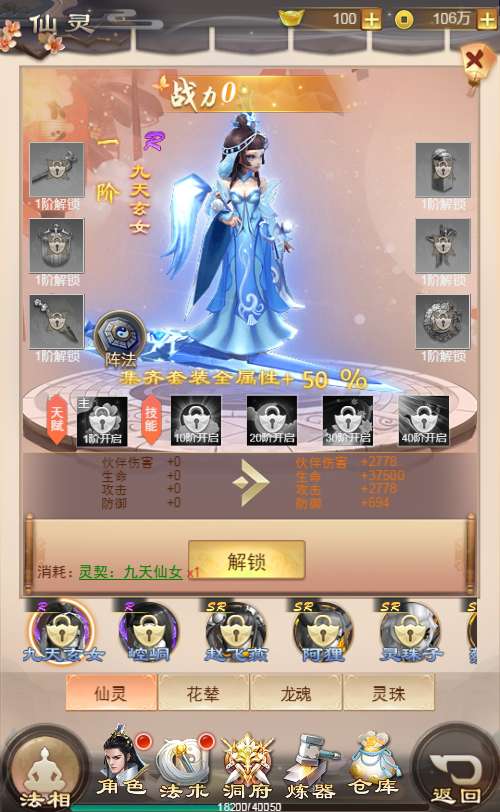 仙灵
100
106万
战力0
一阶
R
九天玄女
1阶解锁
1阶解锁
1阶解锁
1阶解锁
1阶解锁
1阶解锁
阵法
集齐套装全属性+50%
天赋
主
1阶开启
技能
10阶开启
20阶开启
30阶开启
40阶开启
伙伴伤害 +0
生命 +0
攻击 +0
防御 +0
伙伴伤害 +2778
生命 +37500
攻击 +2778
防御 +694
消耗：灵契：九天仙女 x1
解锁
R
R
SR
SR
SR
九天玄女
崆峒
赵飞燕
阿狸
灵珠子
仙灵
花辇
龙魂
灵珠
法相
角色
法术
洞府
炼器
仓库
返回
18200/40050